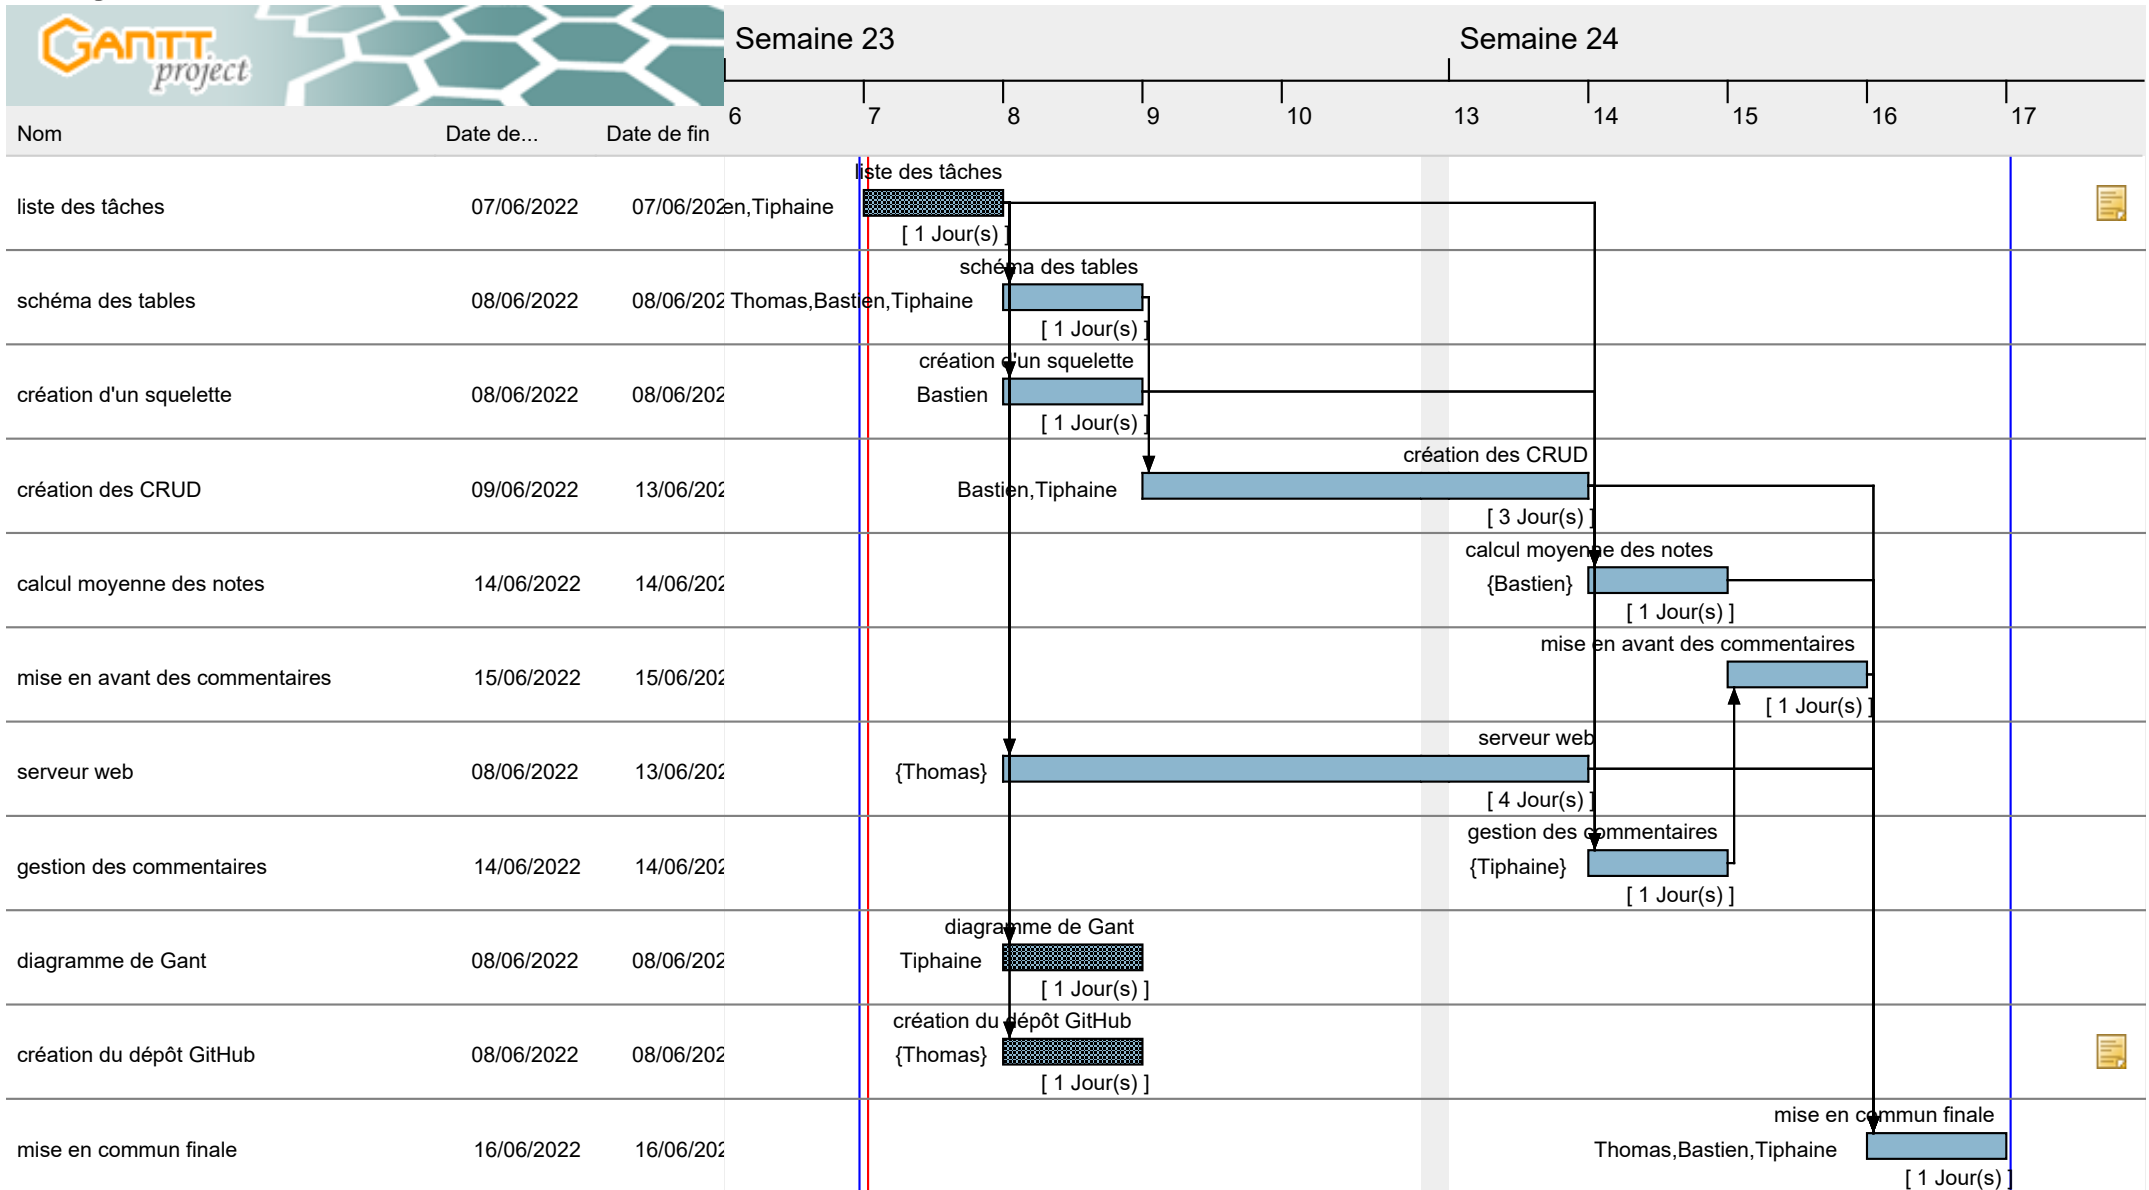 GANTT
project
Semaine 23
Semaine 24
6 7 8 9 10 13 14 15 16 17
Nom Date de... Date de fin
liste des tâches
liste des tâches 07/06/2022 07/06/202 en,Tiphaine
[ 1 Jour(s) ]
schéma des tables
schéma des tables 08/06/2022 08/06/202 Thomas,Bastien,Tiphaine
[ 1 Jour(s) ]
création d'un squelette
création d'un squelette 08/06/2022 08/06/202 Bastien
[ 1 Jour(s) ]
création des CRUD
création des CRUD 09/06/2022 13/06/202 Bastien,Tiphaine
[ 3 Jour(s) ]
calcul moyenne des notes
calcul moyenne des notes 14/06/2022 14/06/202 {Bastien}
[ 1 Jour(s) ]
mise en avant des commentaires
mise en avant des commentaires 15/06/2022 15/06/202
[ 1 Jour(s) ]
serveur web
serveur web 08/06/2022 13/06/202 {Thomas}
[ 4 Jour(s) ]
gestion des commentaires
gestion des commentaires 14/06/2022 14/06/202 {Tiphaine}
[ 1 Jour(s) ]
diagramme de Gant
diagramme de Gant 08/06/2022 08/06/202 Tiphaine
[ 1 Jour(s) ]
création du dépôt GitHub
création du dépôt GitHub 08/06/2022 08/06/202 {Thomas}
[ 1 Jour(s) ]
mise en commun finale
mise en commun finale 16/06/2022 16/06/202 Thomas,Bastien,Tiphaine
[ 1 Jour(s) ]